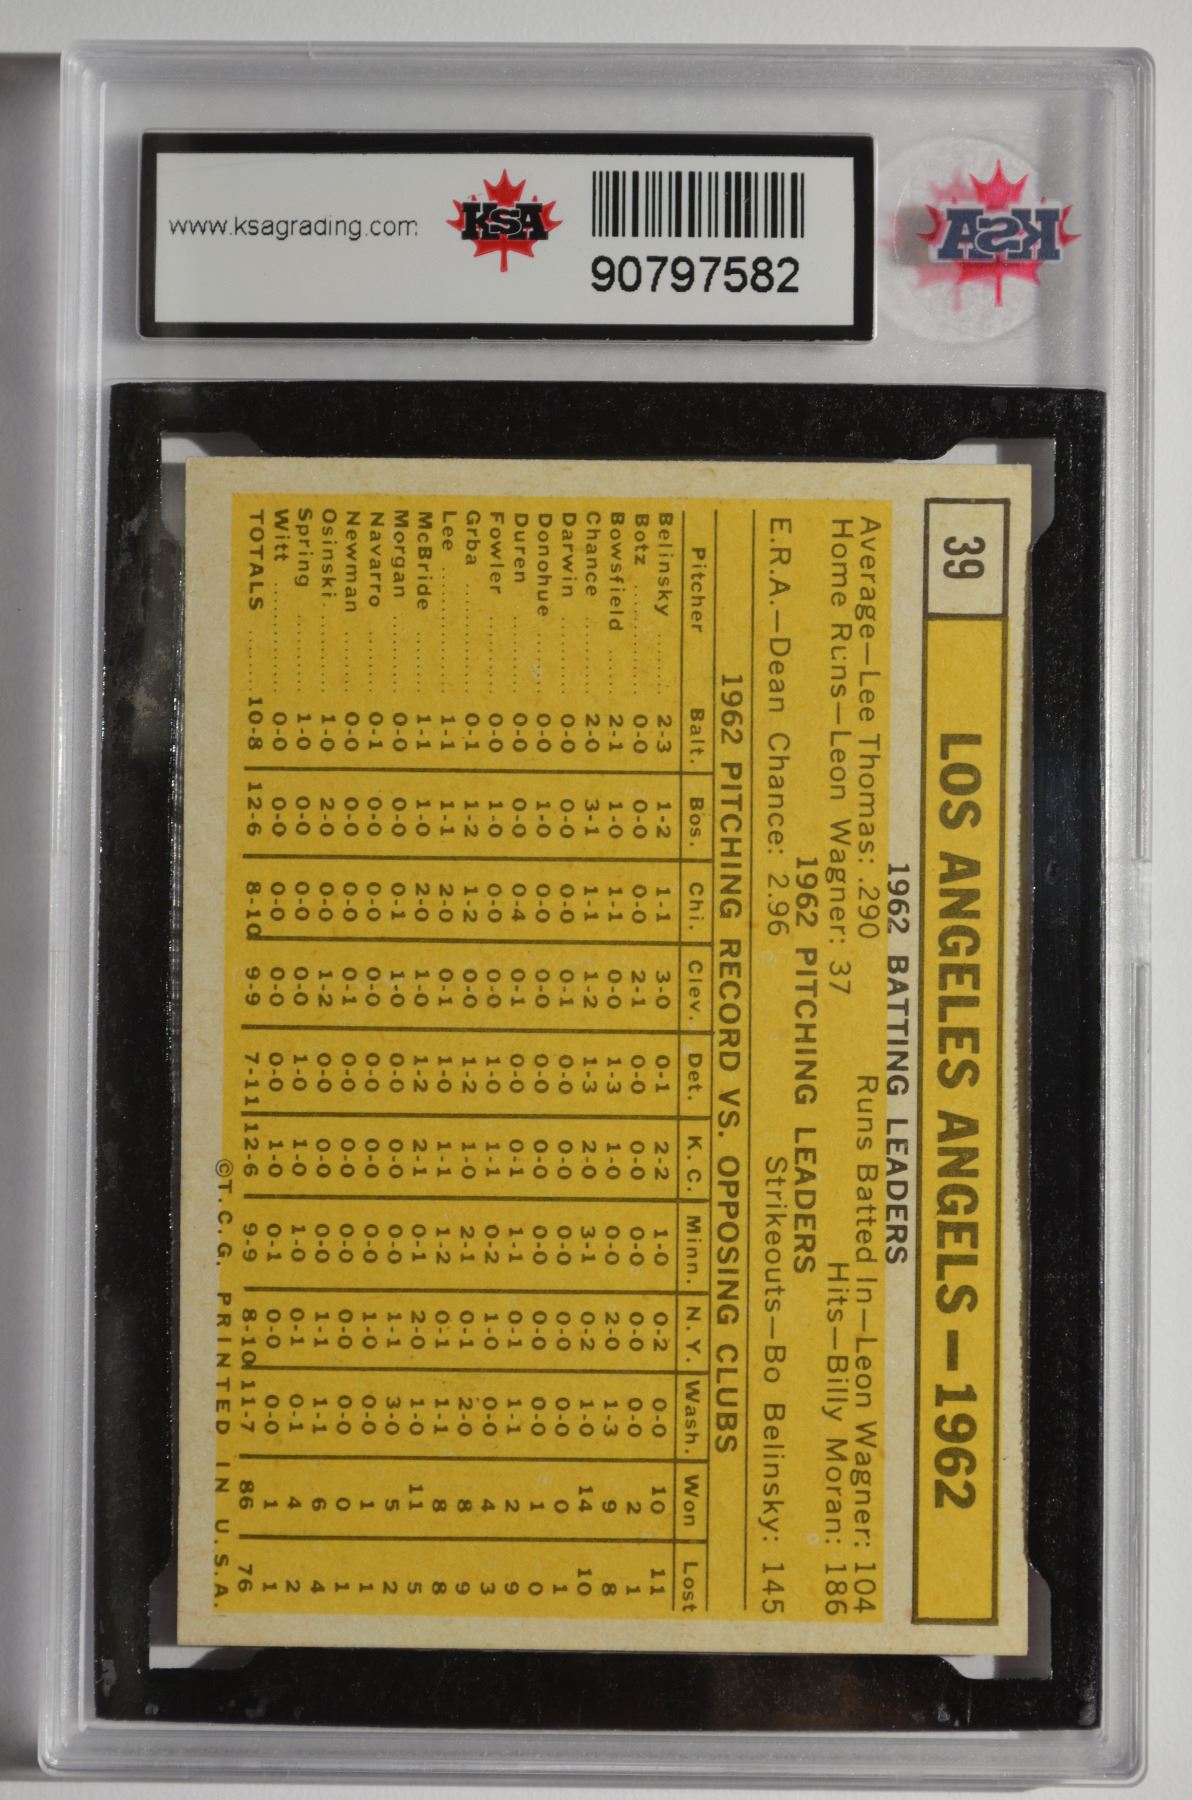 www.ksagrading.com
KSA
90797582
KSA
39
LOS ANGELES ANGELS — 1962
1962 BATTING LEADERS
Average—Lee Thomas: .290 Runs Batted In—Leon Wagner: 104
Home Runs—Leon Wagner: 37 Hits—Billy Moran: 186
1962 PITCHING LEADERS
E.R.A.—Dean Chance: 2.96 Strikeouts—Bo Belinsky: 145
1962 PITCHING RECORD VS. OPPOSING CLUBS
Pitcher Balt. Bos. Chi. Clev. Det. K. C. Minn. N. Y. Wash. Won Lost
Belinsky ..... 2-3 1-2 1-1 3-0 0-1 2-2 1-0 0-2 0-0 10 11
Botz ........ 0-0 0-0 0-0 2-1 0-0 0-0 0-0 0-0 0-0 2 1
Bowsfield .... 2-1 1-0 1-1 0-0 1-3 1-0 0-0 2-0 1-3 9 8
Chance ...... 2-0 3-1 1-1 1-2 1-3 2-0 3-1 0-2 1-0 14 10
Darwin ....... 0-0 0-0 0-0 0-1 0-0 0-0 0-0 0-0 0-0 0 1
Donohue ..... 0-0 1-0 0-0 0-0 0-0 0-0 0-0 0-0 0-0 1 0
Duren ....... 0-0 0-0 0-4 0-1 0-0 0-1 1-1 0-1 1-1 2 9
Fowler ....... 0-0 1-0 0-0 0-0 1-0 1-1 0-2 1-0 0-0 4 3
Grba ........ 0-1 1-2 1-2 0-0 1-2 1-0 2-1 0-1 2-0 8 9
Lee .......... 1-1 1-1 2-0 0-1 1-0 1-1 1-2 0-1 1-1 8 8
McBride ..... 1-1 1-0 2-0 1-0 1-2 2-1 0-1 2-0 1-0 11 5
Morgan ...... 0-0 0-0 0-1 1-0 0-0 0-0 0-0 1-1 3-0 5 2
Navarro ...... 0-1 0-0 0-0 0-0 0-0 0-0 0-0 1-0 0-0 1 1
Newman ..... 0-0 0-0 0-0 0-1 0-0 0-0 0-0 0-0 0-0 0 1
Osinski ...... 1-0 2-0 0-0 1-2 0-0 0-0 0-0 1-1 1-1 6 4
Spring ....... 1-0 0-0 0-0 0-0 1-0 1-0 1-0 0-1 0-1 4 2
Witt ......... 0-0 0-0 0-0 0-0 0-0 1-0 0-1 0-0 0-0 1 1
TOTALS ..... 10-8 12-6 8-10 9-9 7-11 12-6 9-9 8-10 11-7 86 76
©T.C.G. PRINTED IN U.S.A.